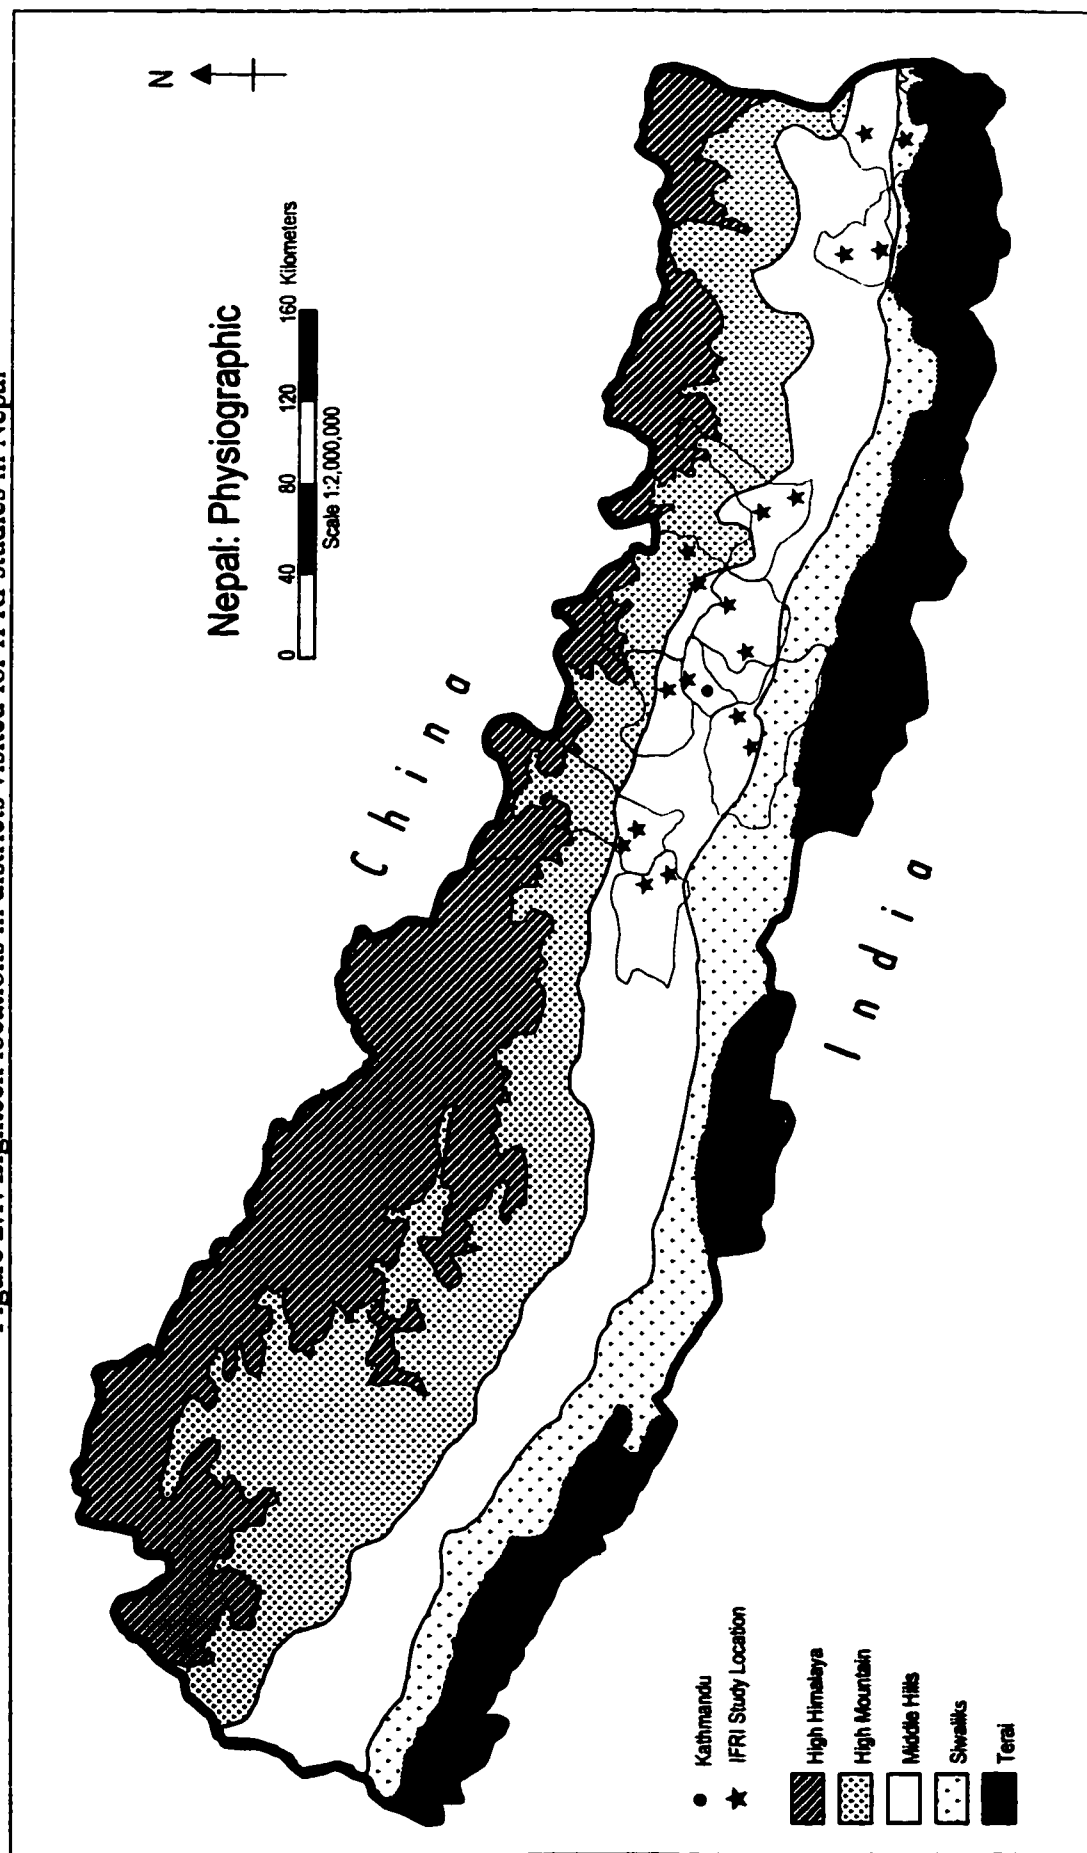 Nepal: Physiographic
0 40 80 120 160 Kilometers
Scale 1:2,000,000
N
China
India
Kathmandu
IFRI Study Location
High Himalaya
High Mountain
Middle Hills
Siwaliks
Terai